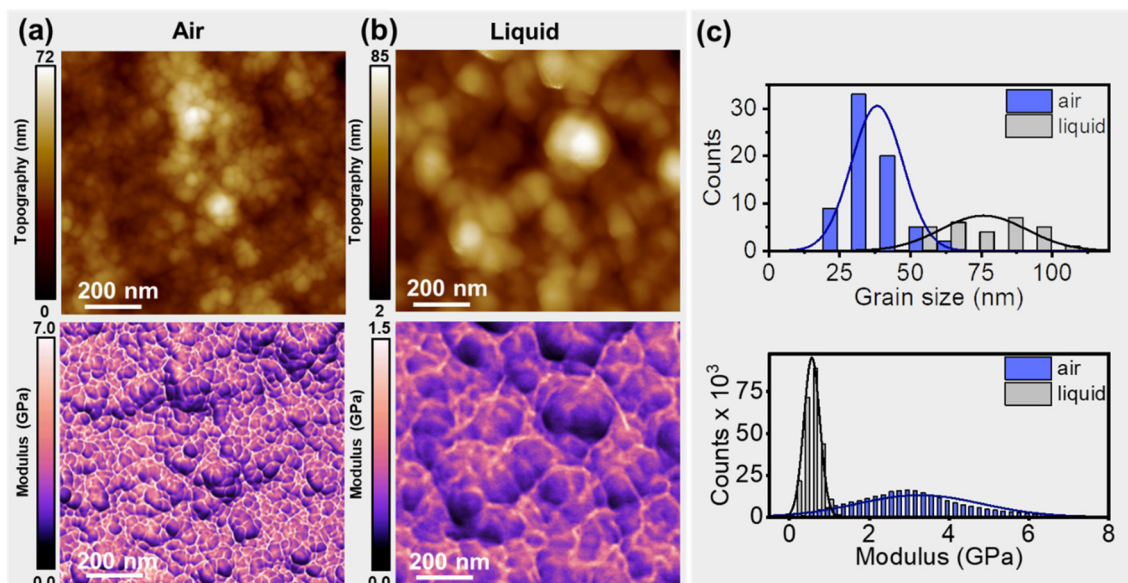 (a) Air
72
Topography (nm)
0
200 nm
7.0
Modulus (GPa)
0.0
200 nm
(b) Liquid
85
Topography (nm)
2
200 nm
1.5
Modulus (GPa)
0.0
200 nm
(c)
30
20
10
0
Counts
air
liquid
0 25 50 75 100
Grain size (nm)
75
50
25
0
Counts x 10³
air
liquid
0 2 4 6 8
Modulus (GPa)